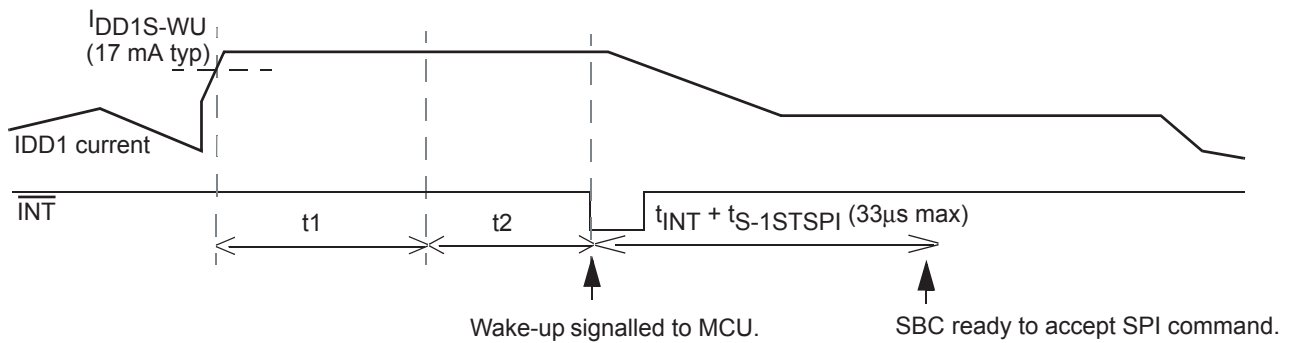 IDD1S-WU
(17 mA typ)
IDD1 current
INT
t1
t2
tINT + tS-1STSPI (33μs max)
Wake-up signalled to MCU.
SBC ready to accept SPI command.